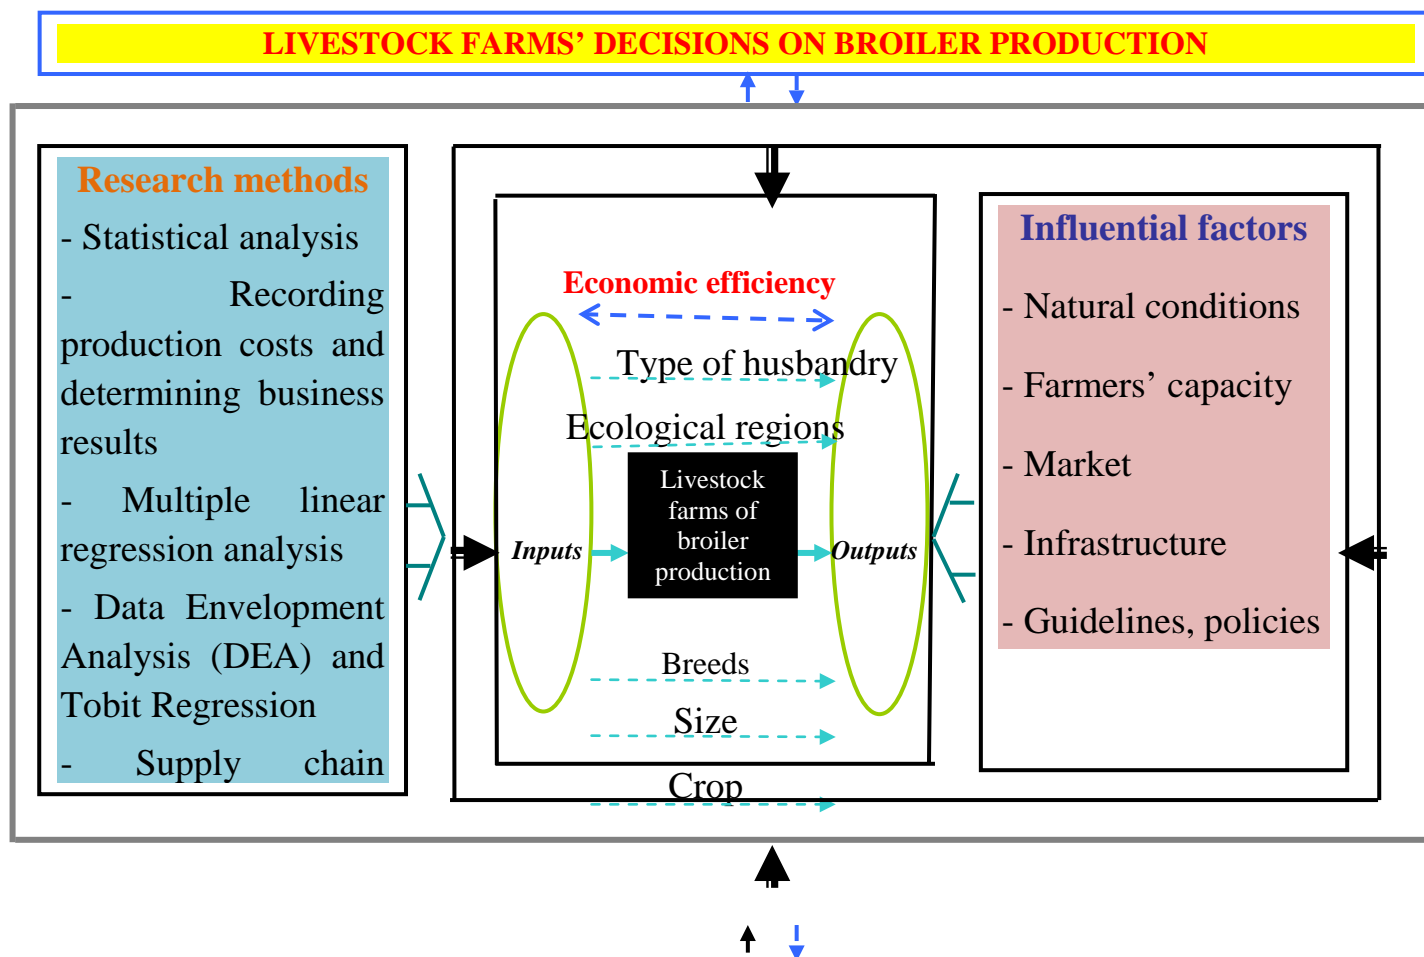 LIVESTOCK FARMS’ DECISIONS ON BROILER PRODUCTION
Research methods
- Statistical analysis
- Recording
production costs and
determining business
results
- Multiple linear
regression analysis
- Data Envelopment
Analysis (DEA) and
Tobit Regression
- Supply chain
Economic efficiency
Type of husbandry
Ecological regions
Inputs
Livestock
farms of
broiler
production
Outputs
Breeds
Size
Crop
Influential factors
- Natural conditions
- Farmers’ capacity
- Market
- Infrastructure
- Guidelines, policies